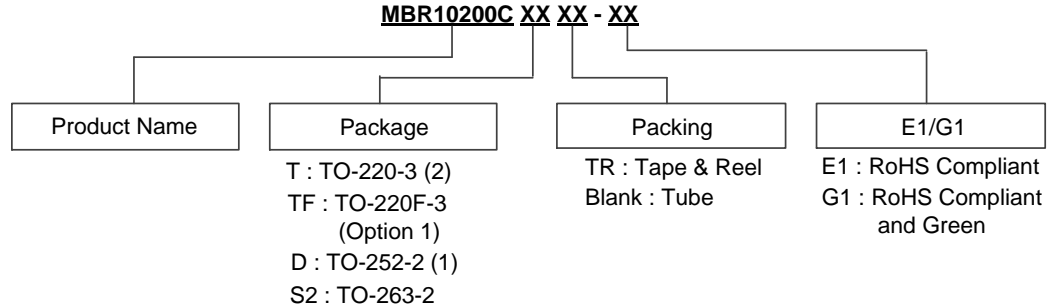 MBR10200C XX XX - XX
Product Name
Package
Packing
E1/G1
T : TO-220-3 (2)
TF : TO-220F-3
(Option 1)
D : TO-252-2 (1)
S2 : TO-263-2
TR : Tape & Reel
Blank : Tube
E1 : RoHS Compliant
G1 : RoHS Compliant
and Green